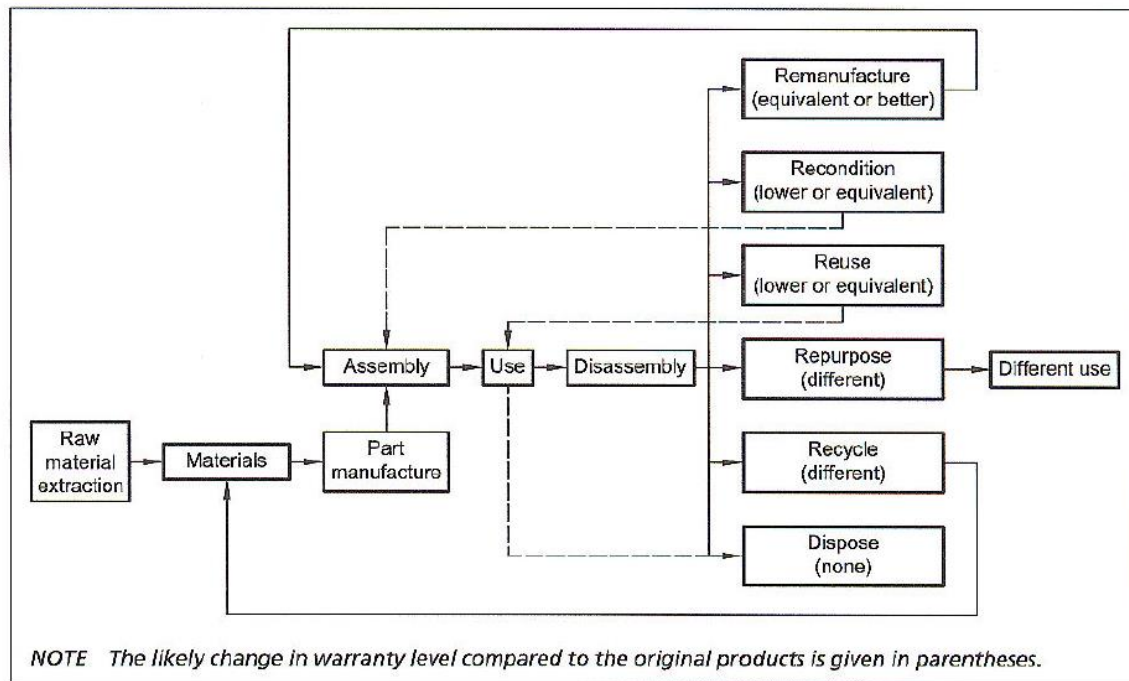 Remanufacture
(equivalent or better)
Recondition
(lower or equivalent)
Reuse
(lower or equivalent)
Assembly
Use
Disassembly
Repurpose
(different)
Different use
Raw
material
extraction
Materials
Part
manufacture
Recycle
(different)
Dispose
(none)
NOTE The likely change in warranty level compared to the original products is given in parentheses.